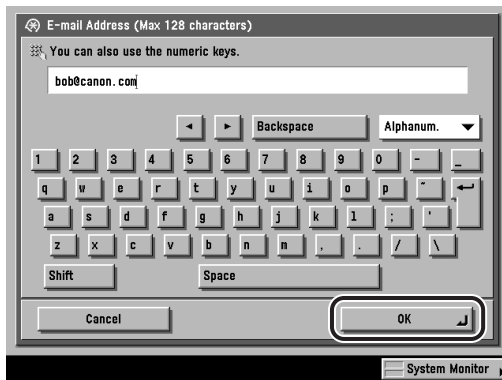 E-mail Address (Max 128 characters)
You can also use the numeric keys.
bob@canon.com
◄ ► Backspace Alphanum. ▼
1 2 3 4 5 6 7 8 9 0 - _
q w e r t y u i o p ~
a s d f g h j k l ; '
z x c v b n m , . / \
Shift Space
Cancel OK
System Monitor